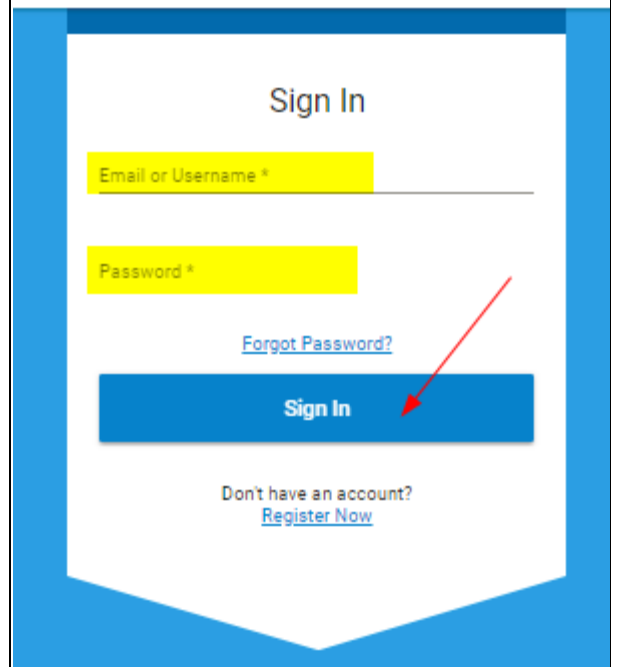 Sign In
Email or Username *
Password *
Forgot Password?
Sign In
Don't have an account?
Register Now